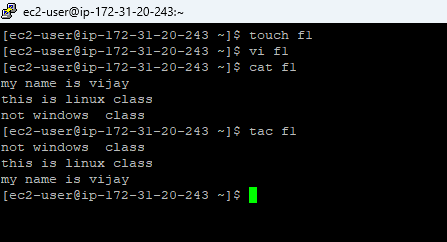 ec2-user@ip-172-31-20-243:~
[ec2-user@ip-172-31-20-243 ~]$ touch f1
[ec2-user@ip-172-31-20-243 ~]$ vi f1
[ec2-user@ip-172-31-20-243 ~]$ cat f1
my name is vijay
this is linux class
not windows  class
[ec2-user@ip-172-31-20-243 ~]$ tac f1
not windows  class
this is linux class
my name is vijay
[ec2-user@ip-172-31-20-243 ~]$